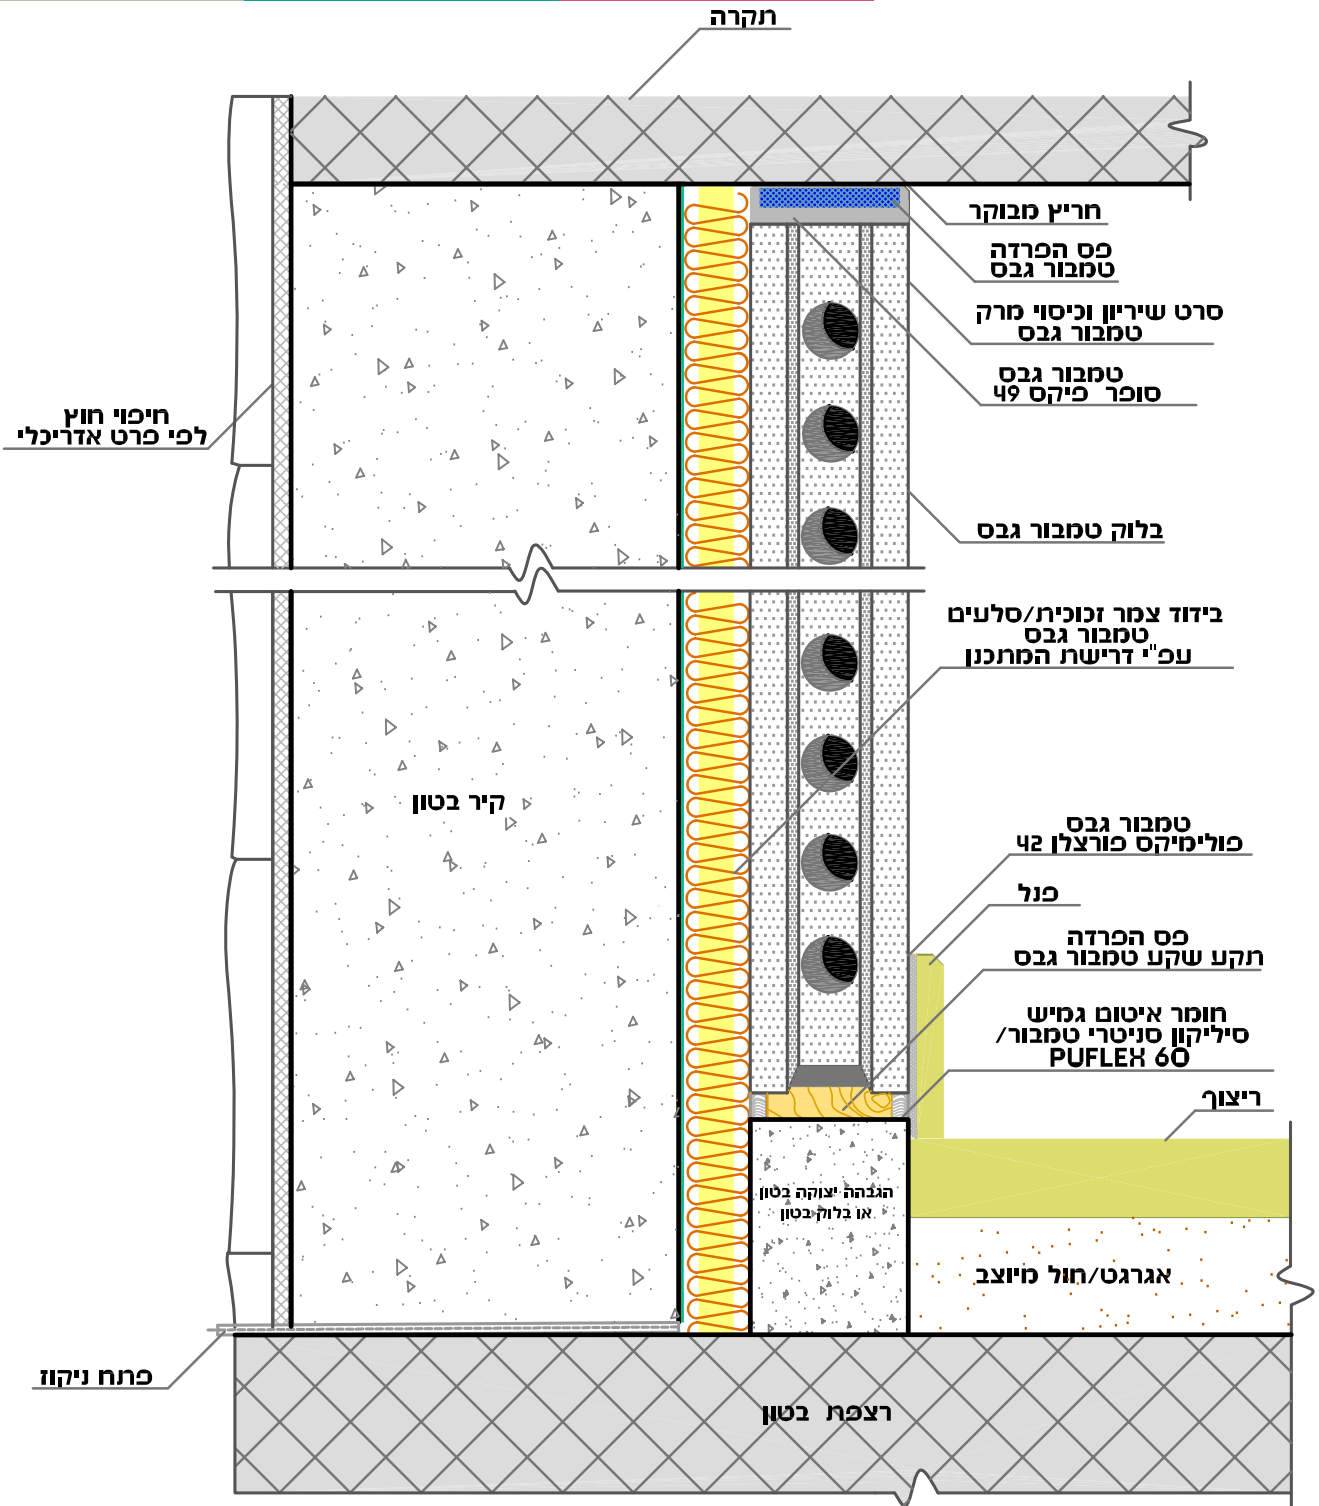 תקרה
חריץ מבוקר
פס הפרדה
טמבור גבס
סרט שיריון וכיסוי מרק
טמבור גבס
טמבור גבס
סופר פיקס 49
חיפוי חוץ
לפי פרט אדריכלי
בלוק טמבור גבס
בידוד צמר זכוכית/סלעים
טמבור גבס
עפ"י דרישת המתכנן
קיר בטון
טמבור גבס
פולימיקס פורצלן 42
פנל
פס הפרדה
תקע שקע טמבור גבס
חומר איטום גמיש
סיליקון סניטרי טמבור/
PUFLEX 60
ריצוף
הגבהה יצוקה בטון
או בלוק בטון
אגרגט/חול מיוצב
פתח ניקוז
רצפת בטון